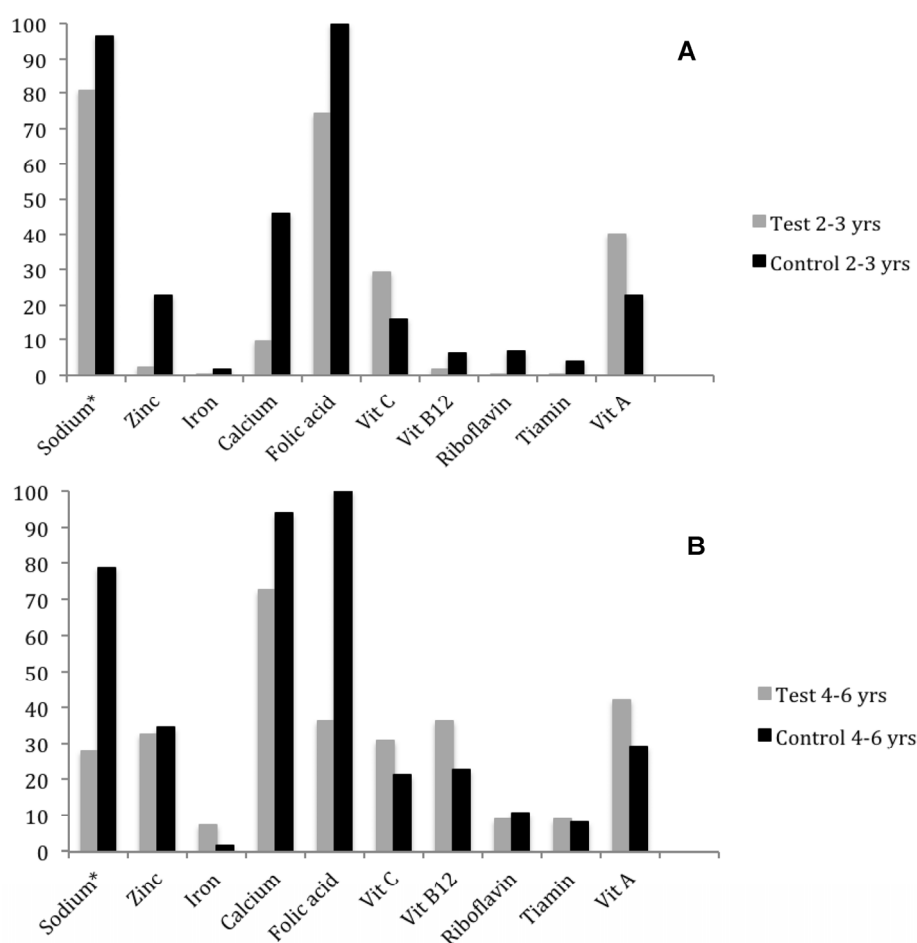 100
90
80
70
60
50
40
30
20
10
0
A
Test 2-3 yrs
Control 2-3 yrs
Sodium*
Zinc
Iron
Calcium
Folic acid
Vit C
Vit B12
Riboflavin
Tiamin
Vit A
100
90
80
70
60
50
40
30
20
10
0
B
Test 4-6 yrs
Control 4-6 yrs
Sodium*
Zinc
Iron
Calcium
Folic acid
Vit C
Vit B12
Riboflavin
Tiamin
Vit A